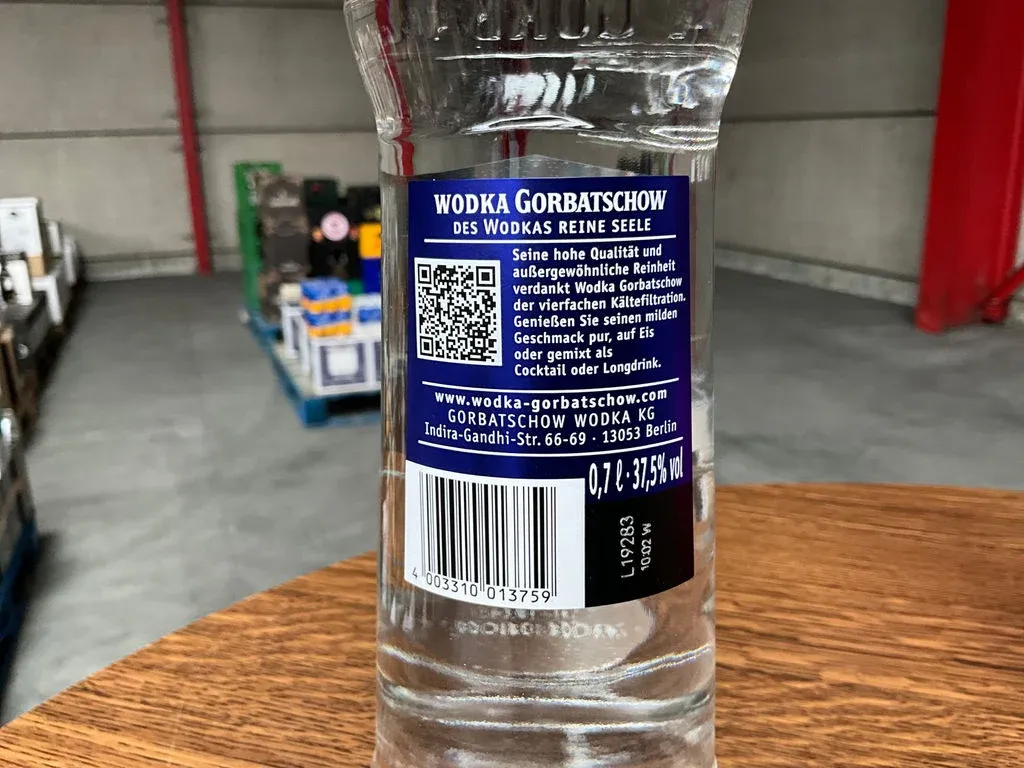 WODKA GORBATSCHOW
DES WODKAS REINE SEELE
Seine hohe Qualität und
außergewöhnliche Reinheit
verdankt Wodka Gorbatschow
der vierfachen Kältefiltration.
Genießen Sie seinen milden
Geschmack pur, auf Eis
oder gemixt als
Cocktail oder Longdrink.
www.wodka-gorbatschow.com
GORBATSCHOW WODKA KG
Indira-Gandhi-Str. 66-69 · 13053 Berlin
0,7 ℓ · 37,5% vol
L19283
10:02 W
4 003310 013759